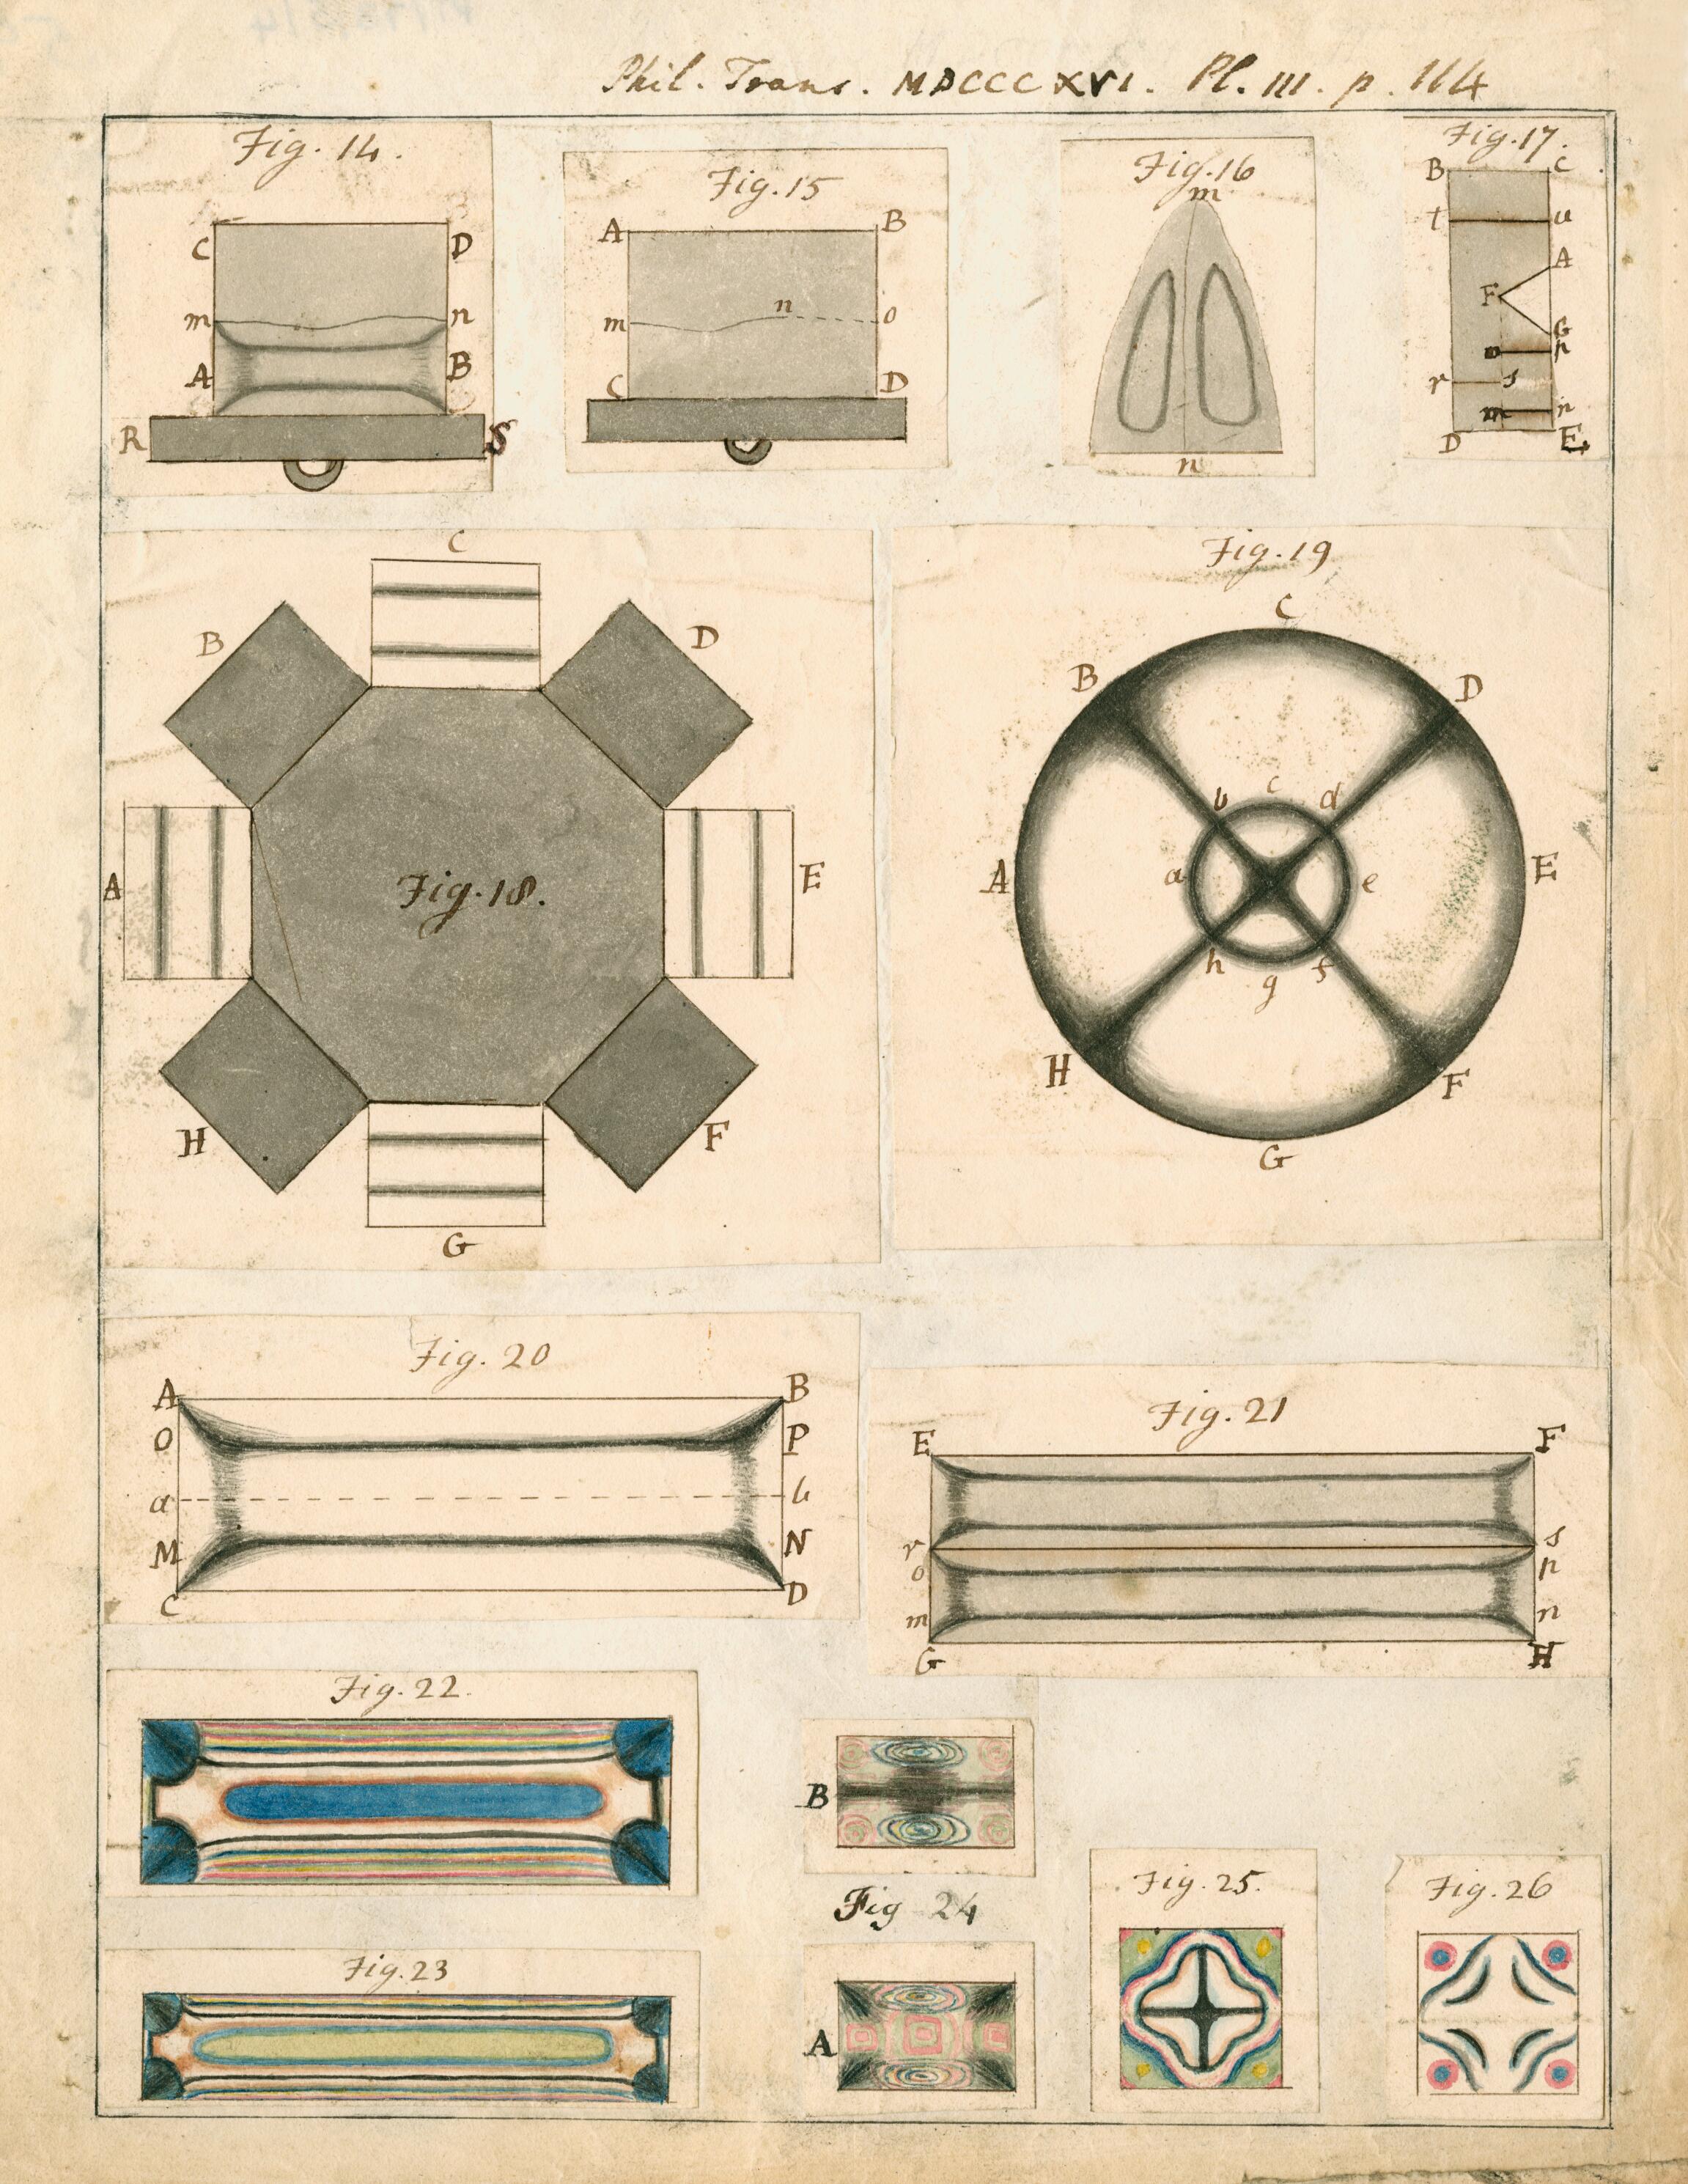 Phil. Trans. MDCCCXVI. Pl. III. p. 114
Fig. 14.
C D
m n
A B
R S
Fig. 15
A B
m n o
C D
Fig. 16
m
n
Fig. 17.
B C
t u
A
F
G
o p
r s
m n
D E
C
B D
A E
Fig. 18.
H F
G
Fig. 19
C
B D
b c d
A a e E
h g f
H F
G
Fig. 20
A B
O P
a b
M N
C D
Fig. 21
E F
r s
o p
m n
G H
Fig. 22.
B
Fig 24
A
Fig. 23
Fig. 25.
Fig. 26